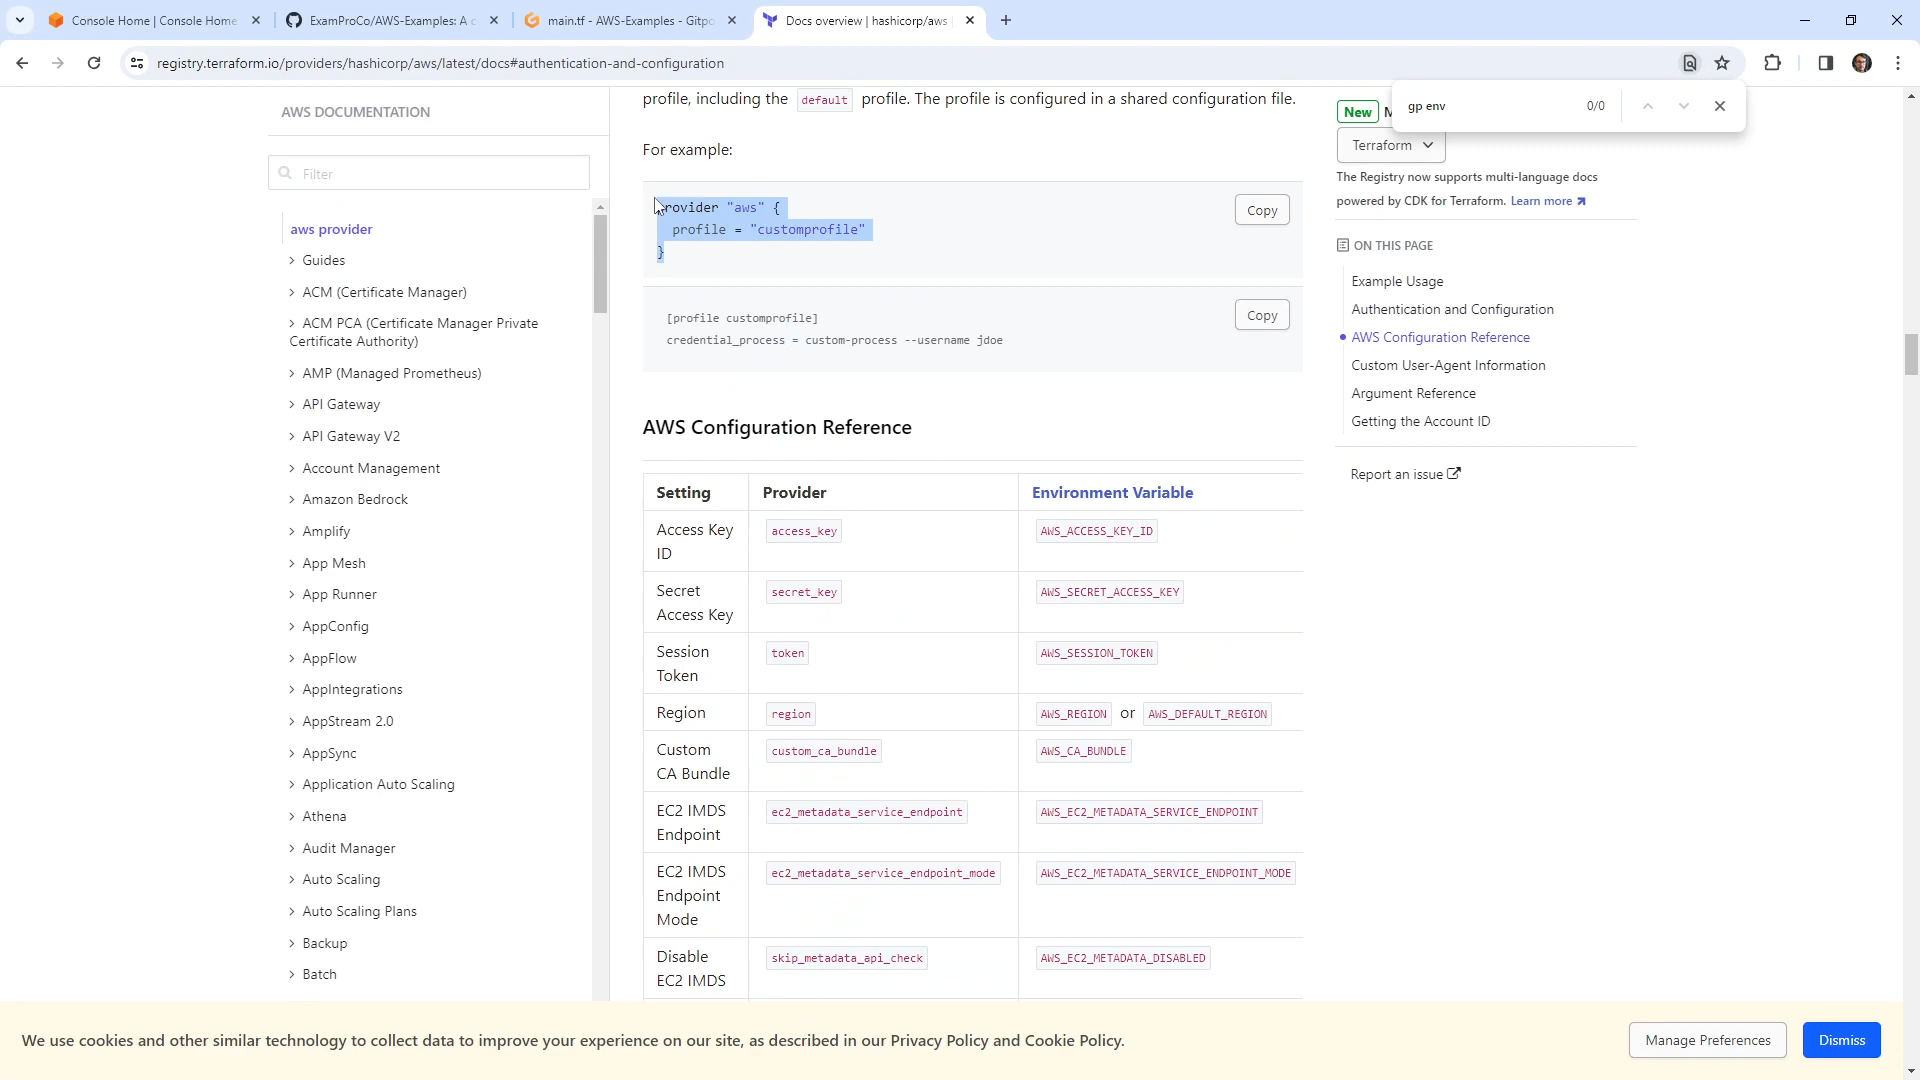 Console Home | Console Home
ExamProCo/AWS-Examples: A c
main.tf - AWS-Examples - Gitpo
Docs overview | hashicorp/aws
registry.terraform.io/providers/hashicorp/aws/latest/docs#authentication-and-configuration
gp env
0/0
AWS DOCUMENTATION
Filter
aws provider
Guides
ACM (Certificate Manager)
ACM PCA (Certificate Manager Private
Certificate Authority)
AMP (Managed Prometheus)
API Gateway
API Gateway V2
Account Management
Amazon Bedrock
Amplify
App Mesh
App Runner
AppConfig
AppFlow
AppIntegrations
AppStream 2.0
AppSync
Application Auto Scaling
Athena
Audit Manager
Auto Scaling
Auto Scaling Plans
Backup
Batch
profile, including the default profile. The profile is configured in a shared configuration file.
For example:
provider "aws" {
profile = "customprofile"
}
Copy
[profile customprofile]
credential_process = custom-process --username jdoe
Copy
AWS Configuration Reference
Setting Provider Environment Variable
Access Key
ID
access_key
AWS_ACCESS_KEY_ID
Secret
Access Key
secret_key
AWS_SECRET_ACCESS_KEY
Session
Token
token
AWS_SESSION_TOKEN
Region
region
AWS_REGION or AWS_DEFAULT_REGION
Custom
CA Bundle
custom_ca_bundle
AWS_CA_BUNDLE
EC2 IMDS
Endpoint
ec2_metadata_service_endpoint
AWS_EC2_METADATA_SERVICE_ENDPOINT
EC2 IMDS
Endpoint
Mode
ec2_metadata_service_endpoint_mode
AWS_EC2_METADATA_SERVICE_ENDPOINT_MODE
Disable
EC2 IMDS
skip_metadata_api_check
AWS_EC2_METADATA_DISABLED
New
Terraform
The Registry now supports multi-language docs
powered by CDK for Terraform. Learn more
ON THIS PAGE
Example Usage
Authentication and Configuration
AWS Configuration Reference
Custom User-Agent Information
Argument Reference
Getting the Account ID
Report an issue
We use cookies and other similar technology to collect data to improve your experience on our site, as described in our Privacy Policy and Cookie Policy.
Manage Preferences
Dismiss